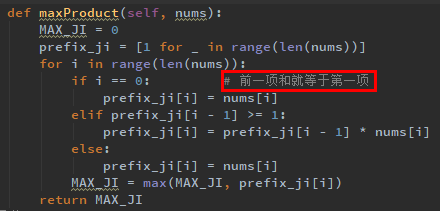 def maxProduct(self, nums):
    MAX_JI = 0
    prefix_ji = [1 for _ in range(len(nums))]
    for i in range(len(nums)):
        if i == 0:        # 前一项和就等于第一项
            prefix_ji[i] = nums[i]
        elif prefix_ji[i - 1] >= 1:
            prefix_ji[i] = prefix_ji[i - 1] * nums[i]
        else:
            prefix_ji[i] = nums[i]
        MAX_JI = max(MAX_JI, prefix_ji[i])
    return MAX_JI